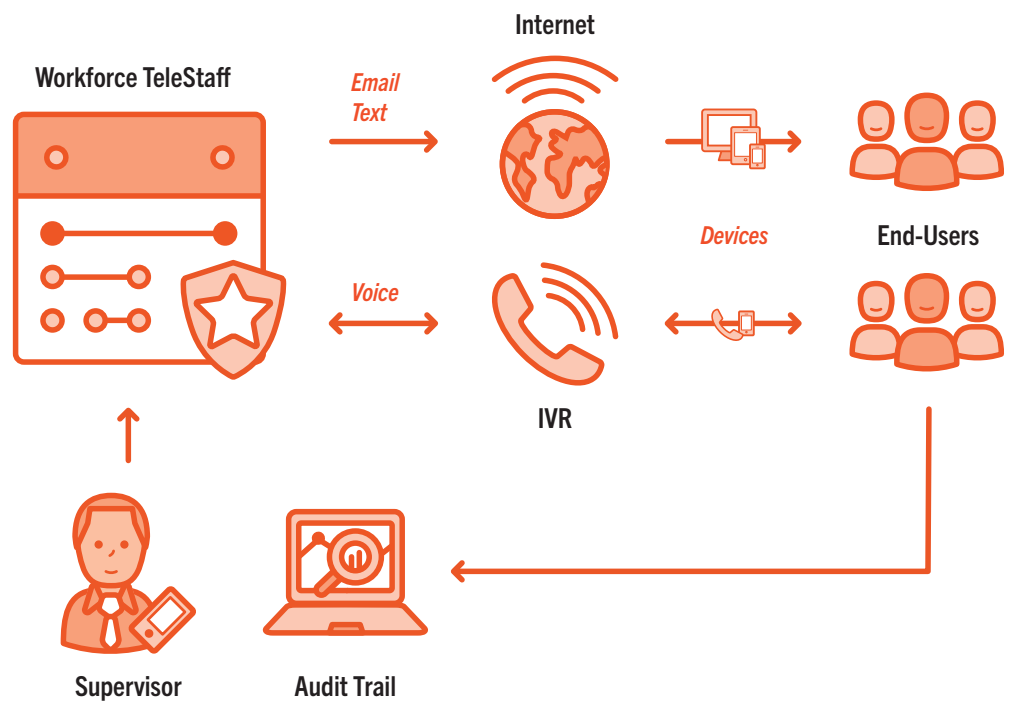 Internet
Workforce TeleStaff
Email
Text
Devices
End-Users
Voice
IVR
Supervisor
Audit Trail